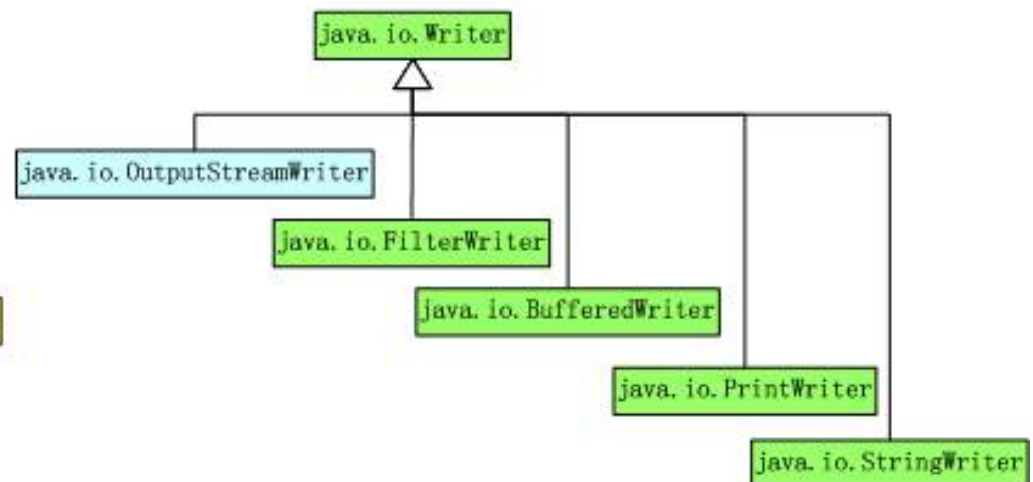 java.io.Writer
java.io.OutputStreamWriter
java.io.FilterWriter
java.io.BufferedWriter
java.io.PrintWriter
java.io.StringWriter